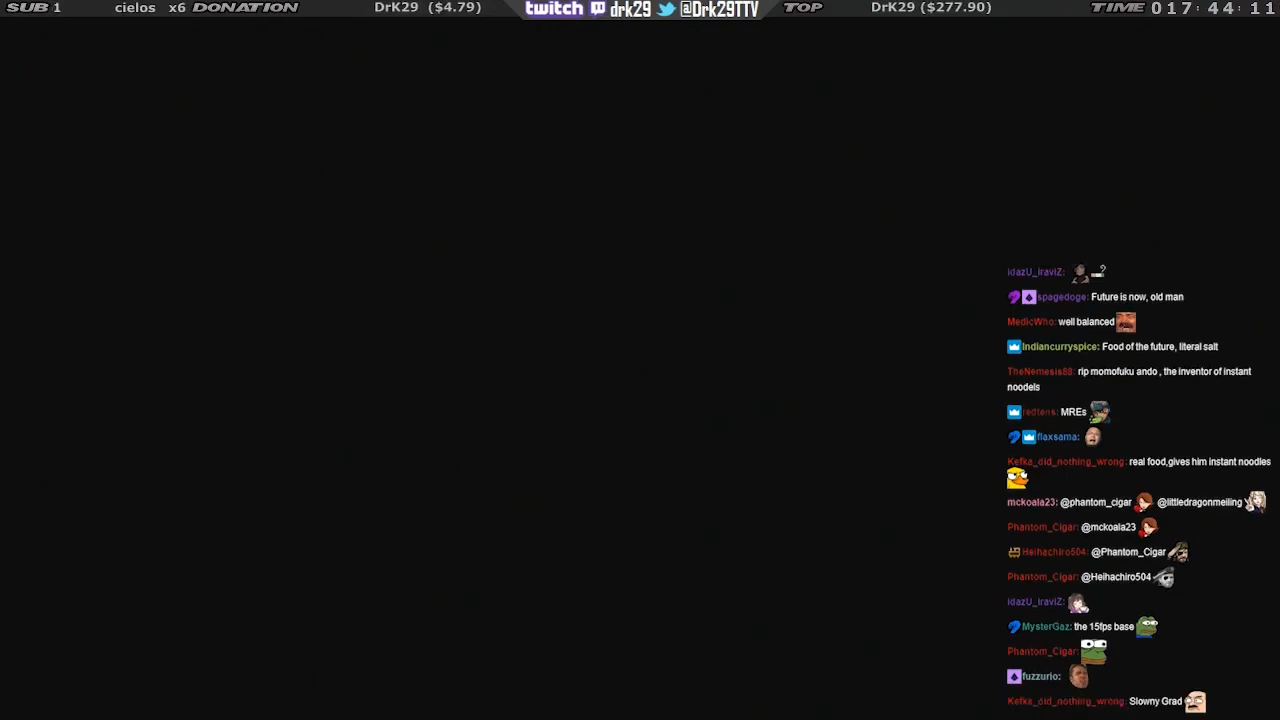 SUB 1 cielos x6 DONATION DrK29 ($4.79) twitch drk29 @Drk29TTV TOP DrK29 ($277.90) TIME 017:44:11
idazU_iraviZ:
spagedoge: Future is now, old man
MedicWho: well balanced
Indiancurryspice: Food of the future, literal salt
TheNemesis88: rip momofuku ando , the inventor of instant
noodels
redtens: MREs
flaxsama:
Kefka_did_nothing_wrong: real food,gives him instant noodles
mckoala23: @phantom_cigar @littledragonmeiling
Phantom_Cigar: @mckoala23
Heihachiro504: @Phantom_Cigar
Phantom_Cigar: @Heihachiro504
idazU_iraviZ:
MysterGaz: the 15fps base
Phantom_Cigar:
fuzzurio:
Kefka_did_nothing_wrong: Slowny Grad